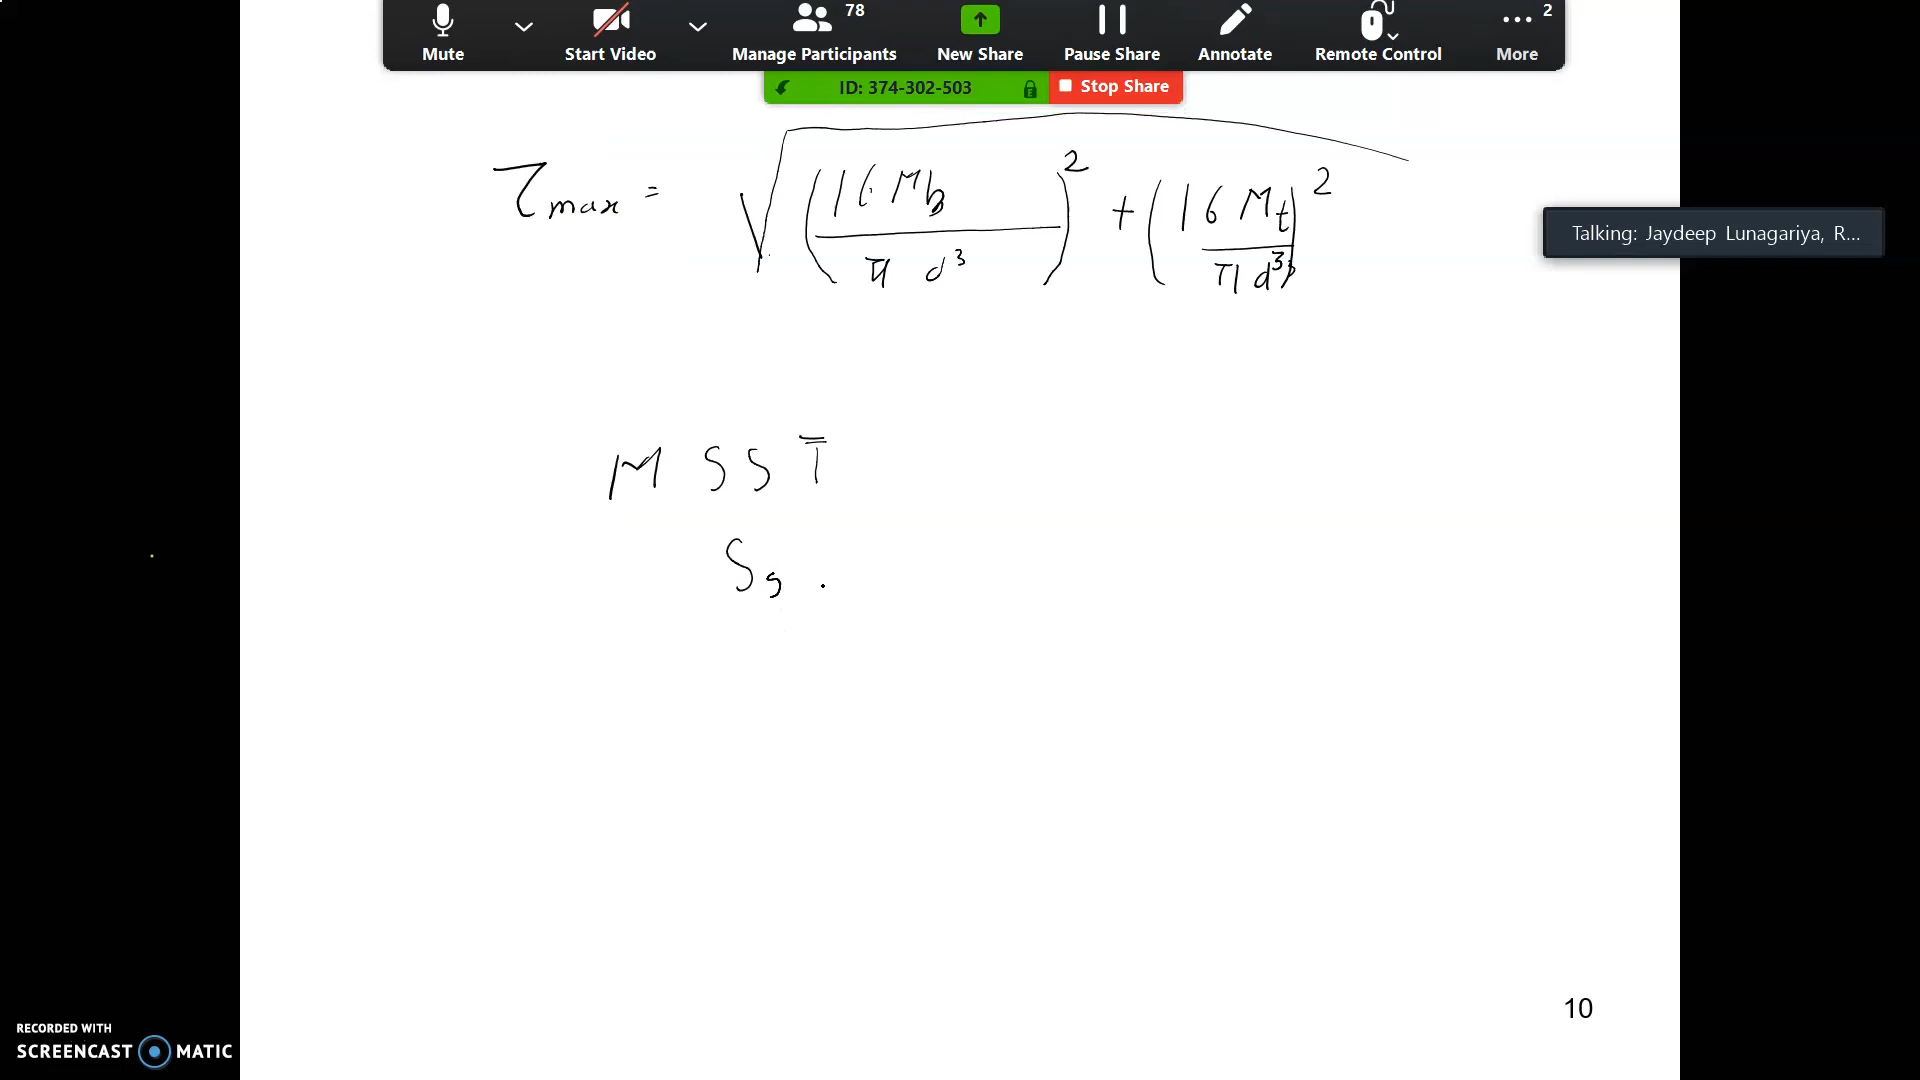 78
2
Mute
Start Video
Manage Participants
New Share
Pause Share
Annotate
Remote Control
More
ID: 374-302-503
Stop Share
τmax = √((16 Mb / π d³)² + (16 Mt / π d³)²)
Talking: Jaydeep Lunagariya, R...
M S S T
Ss .
10
RECORDED WITH
SCREENCAST MATIC